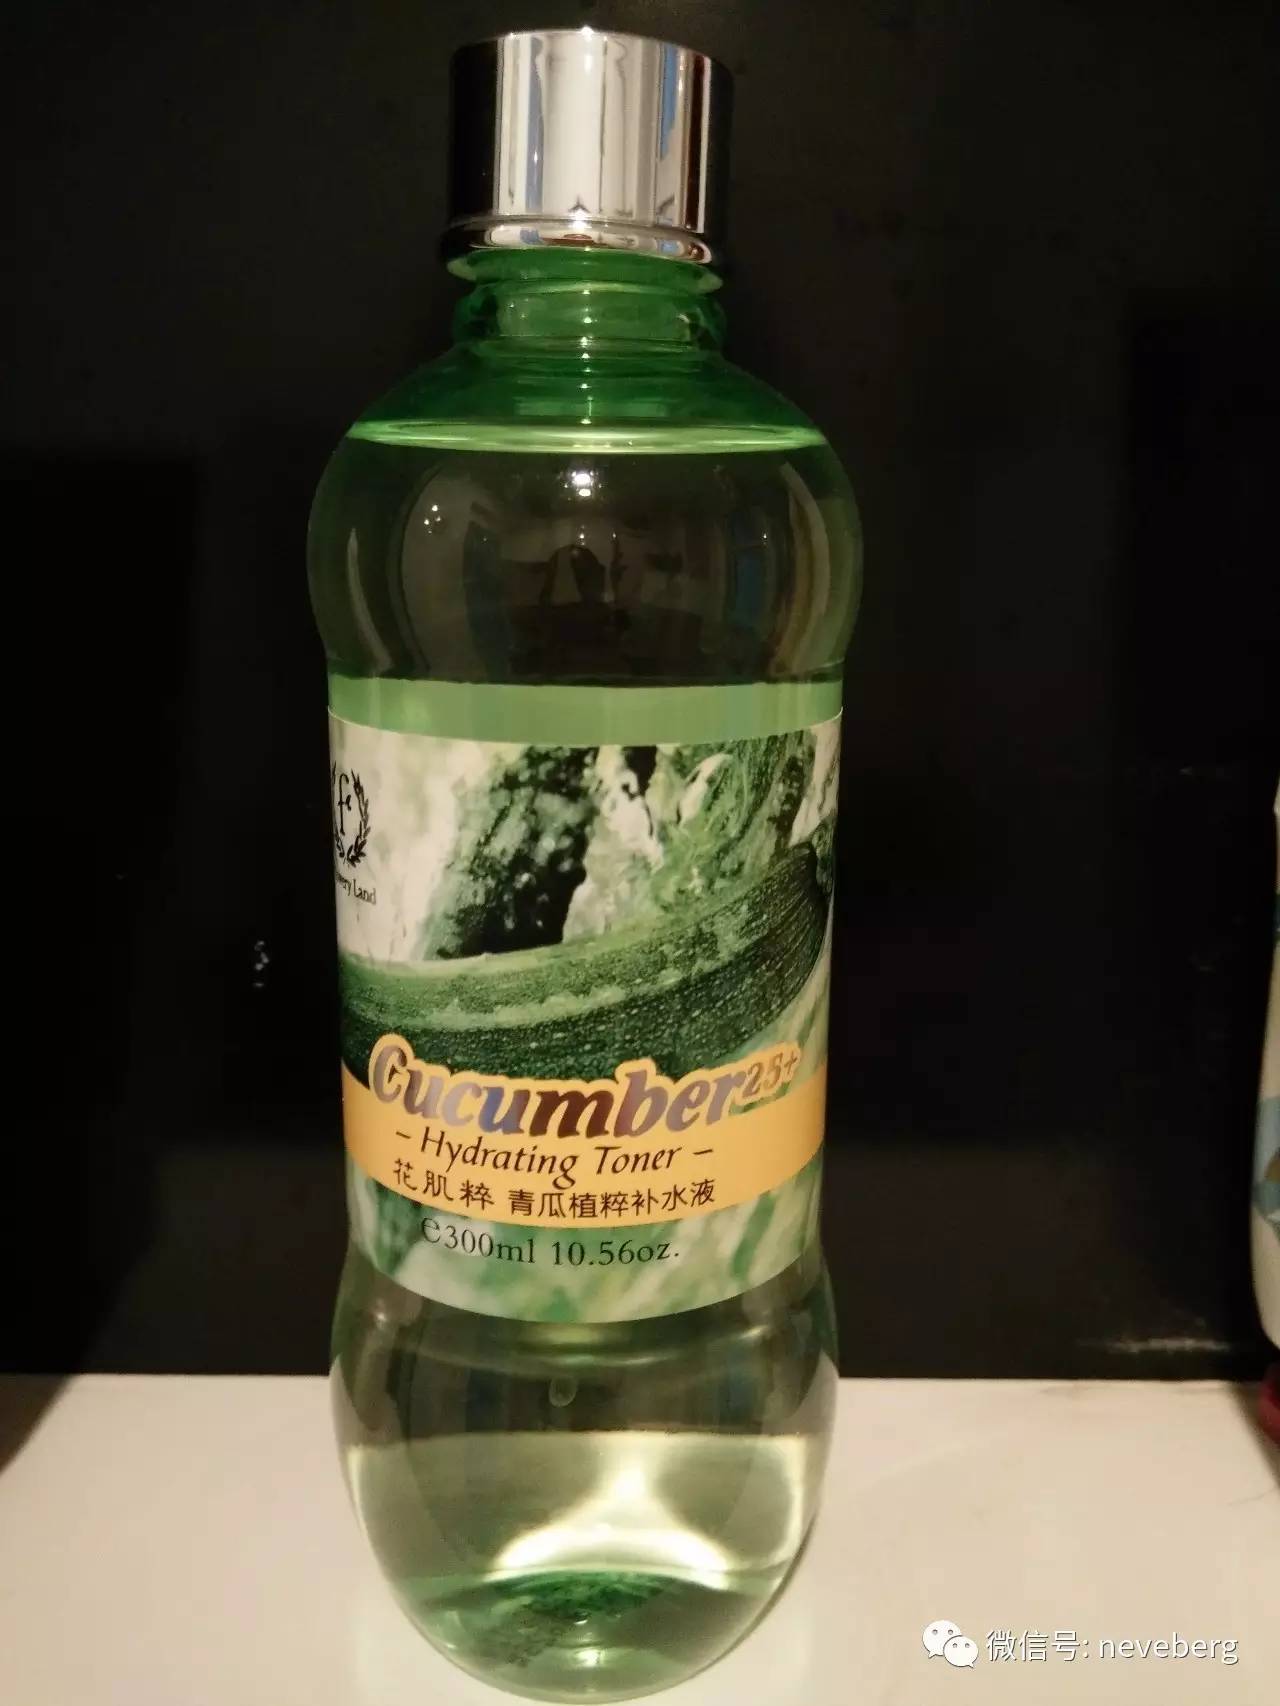 f
Land
Cucumber25+
- Hydrating Toner -
花肌粹 青瓜植粹补水液
℮300ml 10.56oz.
微信号: neveberg